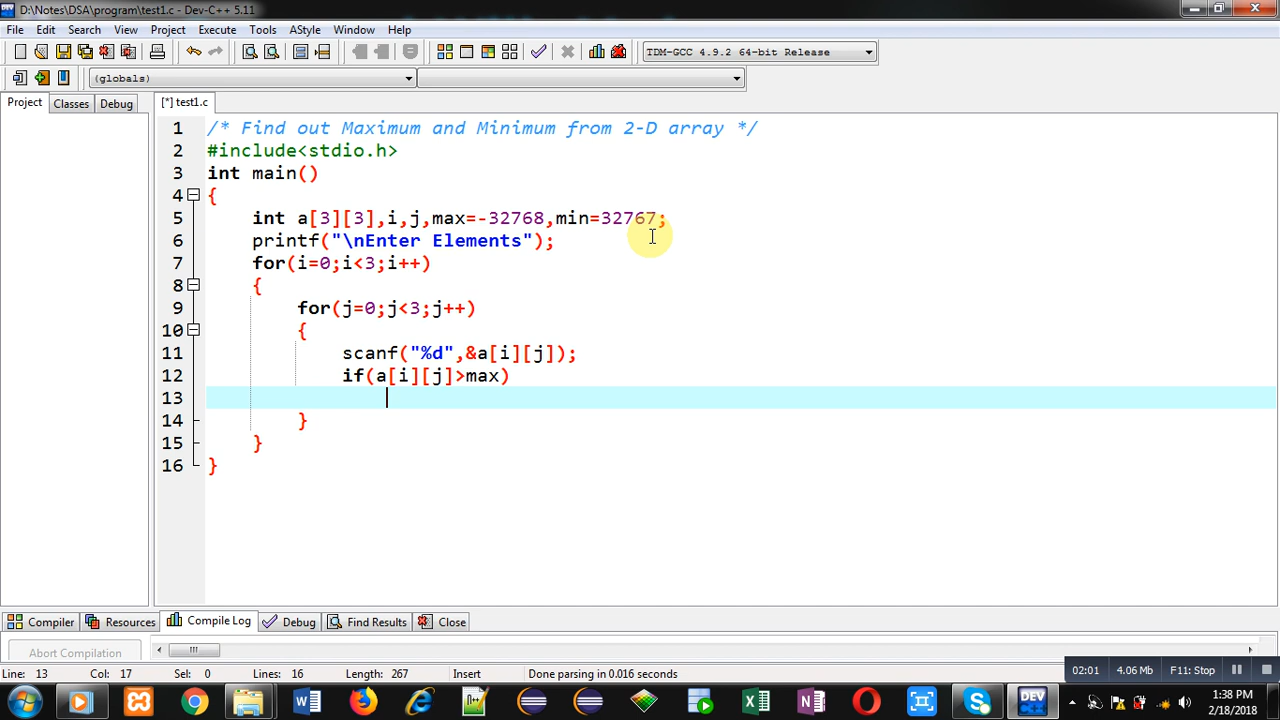 D:\Notes\DSA\program\test1.c - Dev-C++ 5.11
File Edit Search View Project Execute Tools AStyle Window Help
TDM-GCC 4.9.2 64-bit Release
(globals)
Project Classes Debug
[*] test1.c
1 /* Find out Maximum and Minimum from 2-D array */
2 #include<stdio.h>
3 int main()
4 {
5 int a[3][3],i,j,max=-32768,min=32767;
6 printf("\nEnter Elements");
7 for(i=0;i<3;i++)
8 {
9 for(j=0;j<3;j++)
10 {
11 scanf("%d",&a[i][j]);
12 if(a[i][j]>max)
13
14 }
15 }
16 }
Compiler Resources Compile Log Debug Find Results Close
Abort Compilation
Line: 13 Col: 17 Sel: 0 Lines: 16 Length: 267 Insert Done parsing in 0.016 seconds
02:01 4.06 Mb F11: Stop
DEV
1:38 PM
2/18/2018